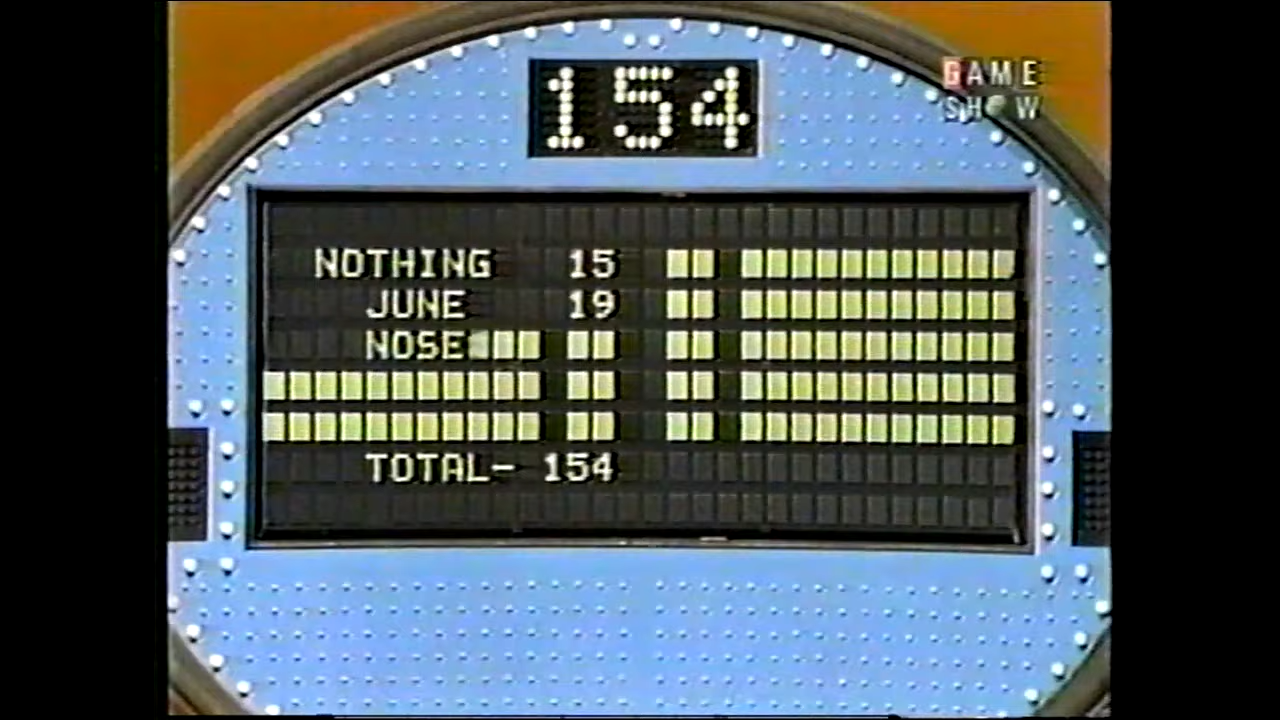 154
GAME
SHOW
NOTHING 15
JUNE 19
NOSE
TOTAL- 154